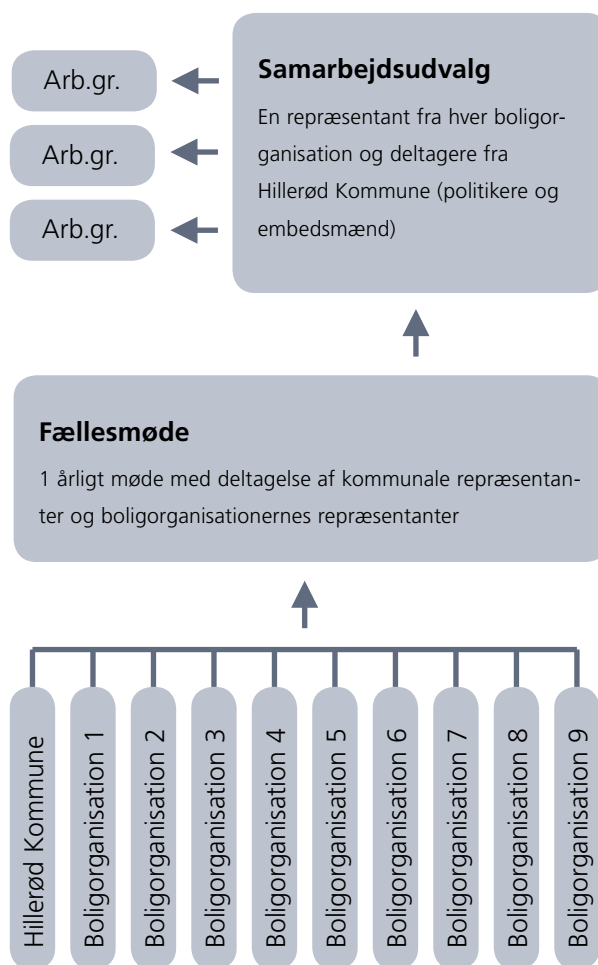 Arb.gr.
Arb.gr.
Arb.gr.
Samarbejdsudvalg
En repræsentant fra hver boligor-
ganisation og deltagere fra
Hillerød Kommune (politikere og
embedsmænd)
Fællesmøde
1 årligt møde med deltagelse af kommunale repræsentan-
ter og boligorganisationernes repræsentanter
Hillerød Kommune
Boligorganisation 1
Boligorganisation 2
Boligorganisation 3
Boligorganisation 4
Boligorganisation 5
Boligorganisation 6
Boligorganisation 7
Boligorganisation 8
Boligorganisation 9